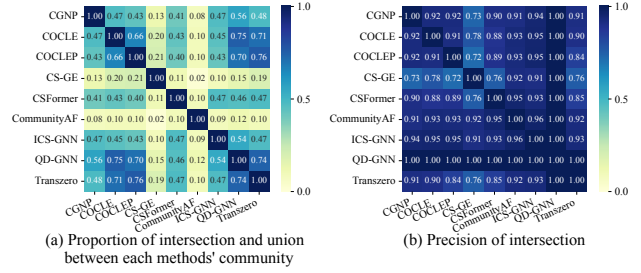 CGNP 1.00 0.47 0.43 0.13 0.41 0.08 0.47 0.56 0.48
COCLE 0.47 1.00 0.66 0.20 0.43 0.10 0.45 0.75 0.71
COCLEP 0.43 0.66 1.00 0.21 0.40 0.10 0.43 0.70 0.76
CS-GE 0.13 0.20 0.21 1.00 0.11 0.02 0.10 0.15 0.19
CSFormer 0.41 0.43 0.40 0.11 1.00 0.10 0.47 0.46 0.47
CommunityAF 0.08 0.10 0.10 0.02 0.10 1.00 0.09 0.12 0.10
ICS-GNN 0.47 0.45 0.43 0.10 0.47 0.09 1.00 0.54 0.47
QD-GNN 0.56 0.75 0.70 0.15 0.46 0.12 0.54 1.00 0.74
Transzero 0.48 0.71 0.76 0.19 0.47 0.10 0.47 0.74 1.00
CGNP COCLE COCLEP CS-GE CSFormer CommunityAF ICS-GNN QD-GNN Transzero
1.0
0.5
0.0
(a) Proportion of intersection and union
between each methods' community
CGNP 1.00 0.92 0.92 0.73 0.90 0.91 0.94 1.00 0.91
COCLE 0.92 1.00 0.91 0.78 0.88 0.93 0.95 1.00 0.90
COCLEP 0.92 0.91 1.00 0.72 0.89 0.93 0.95 1.00 0.84
CS-GE 0.73 0.78 0.72 1.00 0.76 0.92 0.91 1.00 0.76
CSFormer 0.90 0.88 0.89 0.76 1.00 0.95 0.93 1.00 0.85
CommunityAF 0.91 0.93 0.93 0.92 0.95 1.00 0.96 1.00 0.92
ICS-GNN 0.94 0.95 0.95 0.91 0.93 0.96 1.00 1.00 0.93
QD-GNN 1.00 1.00 1.00 1.00 1.00 1.00 1.00 1.00 1.00
Transzero 0.91 0.90 0.84 0.76 0.85 0.92 0.93 1.00 1.00
CGNP COCLE COCLEP CS-GE CSFormer CommunityAF ICS-GNN QD-GNN Transzero
1.0
0.5
0.0
(b) Precision of intersection